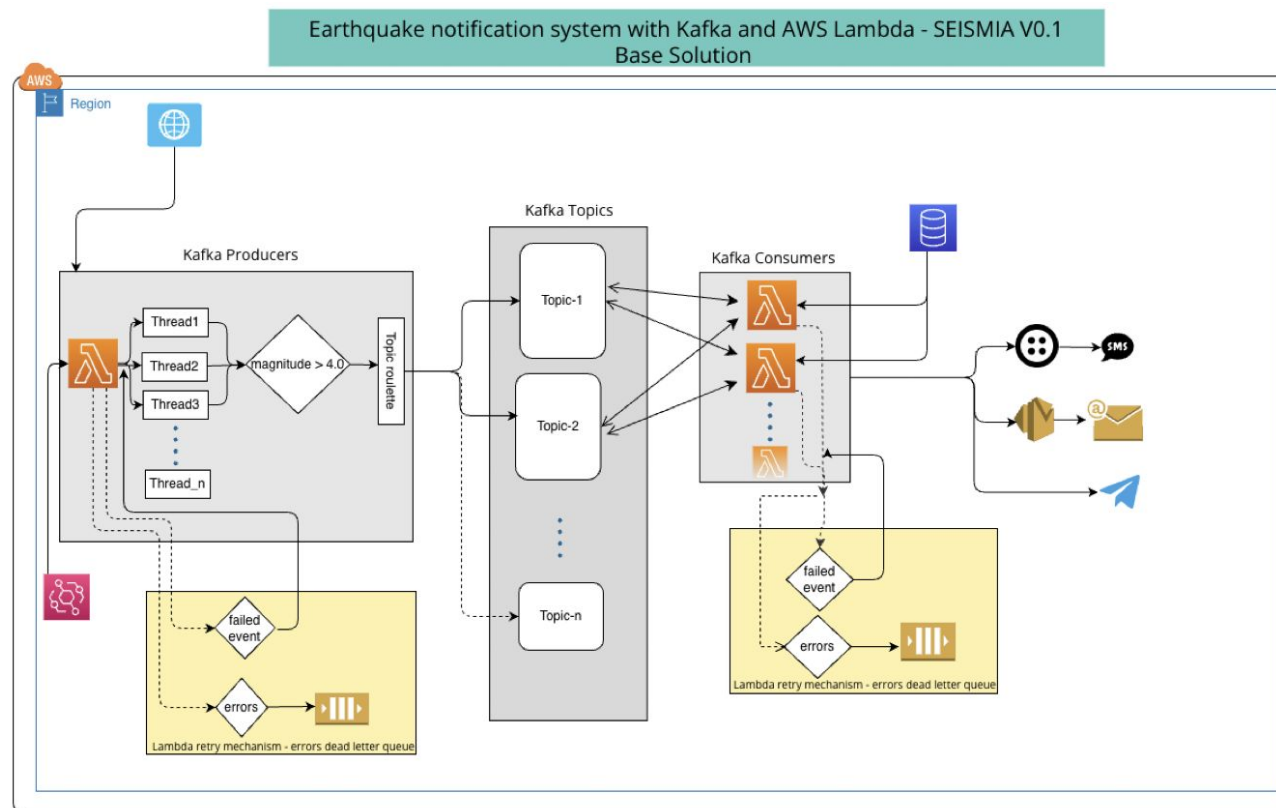 Earthquake notification system with Kafka and AWS Lambda - SEISMIA V0.1
Base Solution
AWS
Region
Kafka Producers
Thread1
Thread2
Thread3
Thread_n
magnitude > 4.0
Topic roulette
Kafka Topics
Topic-1
Topic-2
Topic-n
Kafka Consumers
SMS
@
failed
event
errors
Lambda retry mechanism - errors dead letter queue
failed
event
errors
Lambda retry mechanism - errors dead letter queue